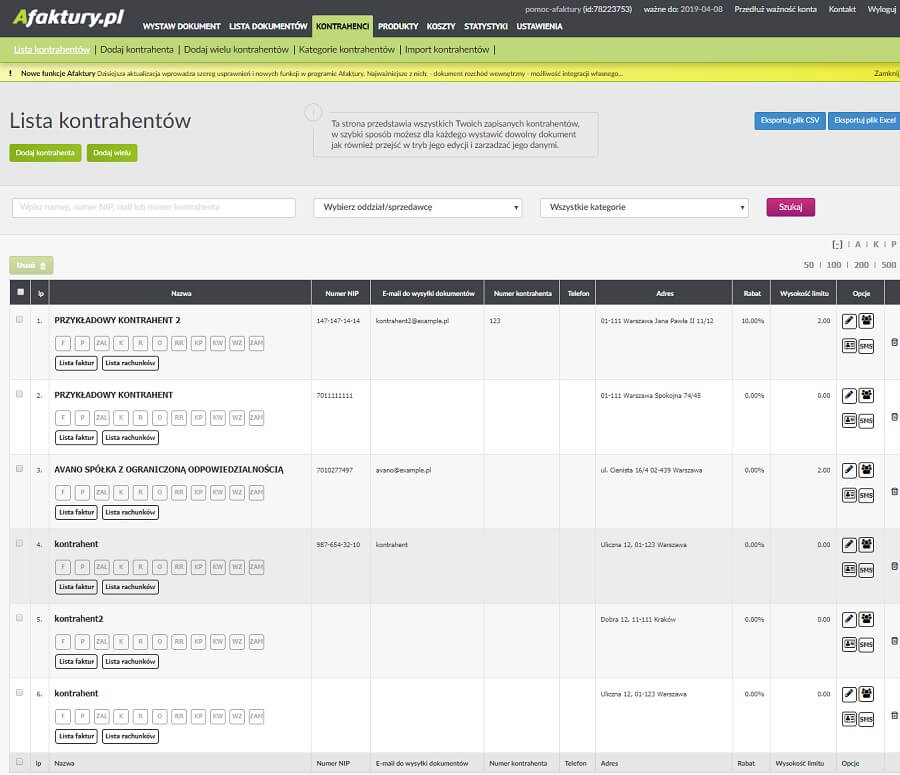 Afaktury.pl
pomoc-afaktury (id:78223753) ważne do: 2019-04-08 Przedłuż ważność konta Kontakt Wyloguj
WYSTAW DOKUMENT LISTA DOKUMENTÓW KONTRAHENCI PRODUKTY KOSZTY STATYSTYKI USTAWIENIA
Lista kontrahentów | Dodaj kontrahenta | Dodaj wielu kontrahentów | Kategorie kontrahentów | Import kontrahentów |
! Nowe funkcje Afaktury Dzisiejsza aktualizacja wprowadza szereg usprawnień i nowych funkcji w programie Afaktury. Najważniejsze z nich: - dokument rozchód wewnętrzny - możliwość integracji własnego... Zamknij
Lista kontrahentów
Dodaj kontrahenta Dodaj wielu
!
Ta strona przedstawia wszystkich Twoich zapisanych kontrahentów,
w szybki sposób możesz dla każdego wystawić dowolny dokument
jak również przejść w tryb jego edycji i zarzadzać jego danymi.
Eksportuj plik CSV Eksportuj plik Excel
Wpisz nazwę, numer NIP, mail lub numer kontrahenta Wybierz oddział/sprzedawcę Wszystkie kategorie Szukaj
[-] | A | K | P
Usuń 50 | 100 | 200 | 500
lp Nazwa Numer NIP E-mail do wysyłki dokumentów Numer kontrahenta Telefon Adres Rabat Wysokość limitu Opcje
1. PRZYKŁADOWY KONTRAHENT 2 147-147-14-14 kontrahent2@example.pl 123 01-111 Warszawa Jana Pawła II 11/12 10.00% 2.00
F P ZAL K R O RR KP KW WZ ZAM SMS
Lista faktur Lista rachunków
2. PRZYKŁADOWY KONTRAHENT 7011111111 01-111 Warszawa Spokojna 74/45 0.00% 0.00
F P ZAL K R O RR KP KW WZ ZAM SMS
Lista faktur Lista rachunków
3. AVANO SPÓŁKA Z OGRANICZONĄ ODPOWIEDZIALNOŚCIĄ 7010277497 avano@example.pl ul. Cienista 16/4 02-439 Warszawa 0.00% 2.00
F P ZAL K R O RR KP KW WZ ZAM SMS
Lista faktur Lista rachunków
4. kontrahent 987-654-32-10 kontrahent Uliczna 12, 01-123 Warszawa 0.00% 0.00
F P ZAL K R O RR KP KW WZ ZAM SMS
Lista faktur Lista rachunków
5. kontrahent2 Dobra 12, 11-111 Kraków 0.00% 0.00
F P ZAL K R O RR KP KW WZ ZAM SMS
Lista faktur Lista rachunków
6. kontrahent Uliczna 12, 01-123 Warszawa 0.00% 0.00
F P ZAL K R O RR KP KW WZ ZAM SMS
Lista faktur Lista rachunków
lp Nazwa Numer NIP E-mail do wysyłki dokumentów Numer kontrahenta Telefon Adres Rabat Wysokość limitu Opcje